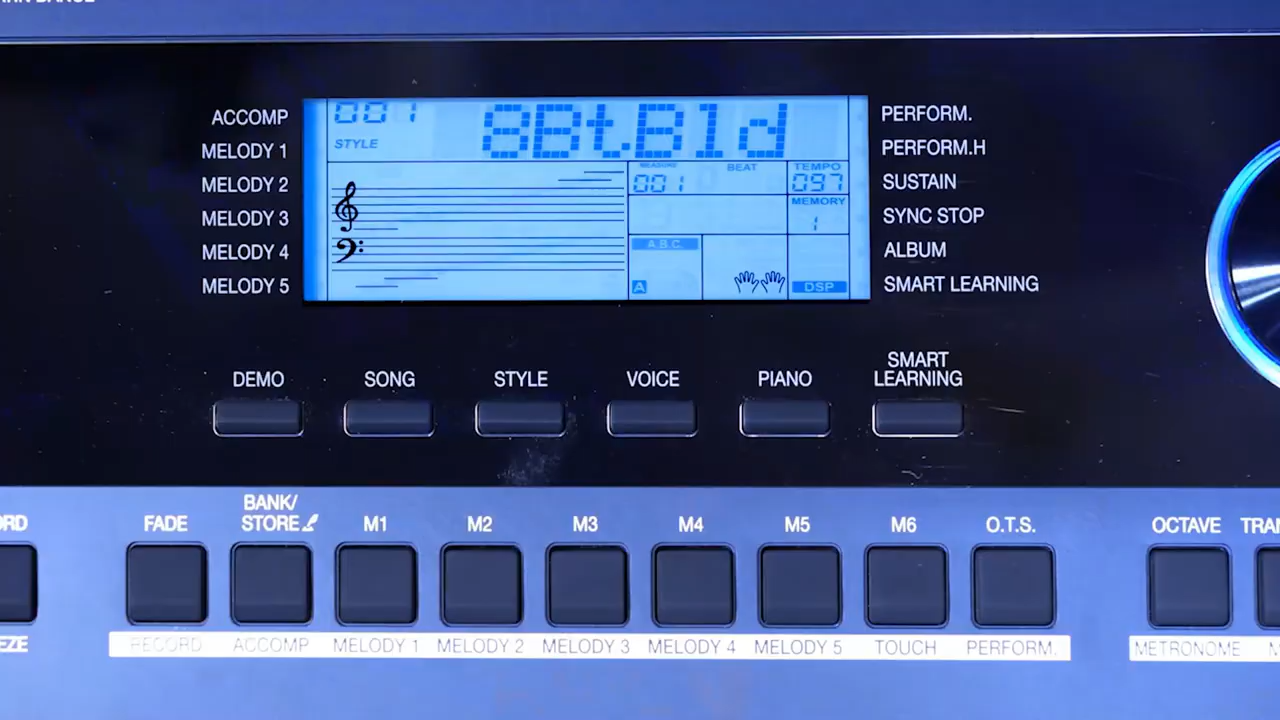 ACCOMP
MELODY 1
MELODY 2
MELODY 3
MELODY 4
MELODY 5
001 8BtBld
STYLE
MEASURE BEAT TEMPO
001 097
MEMORY
1
A.B.C.
A DSP
PERFORM.
PERFORM.H
SUSTAIN
SYNC STOP
ALBUM
SMART LEARNING
DEMO SONG STYLE VOICE PIANO SMART LEARNING
FADE BANK/ STORE M1 M2 M3 M4 M5 M6 O.T.S. OCTAVE
RECORD ACCOMP MELODY 1 MELODY 2 MELODY 3 MELODY 4 MELODY 5 TOUCH PERFORM. METRONOME